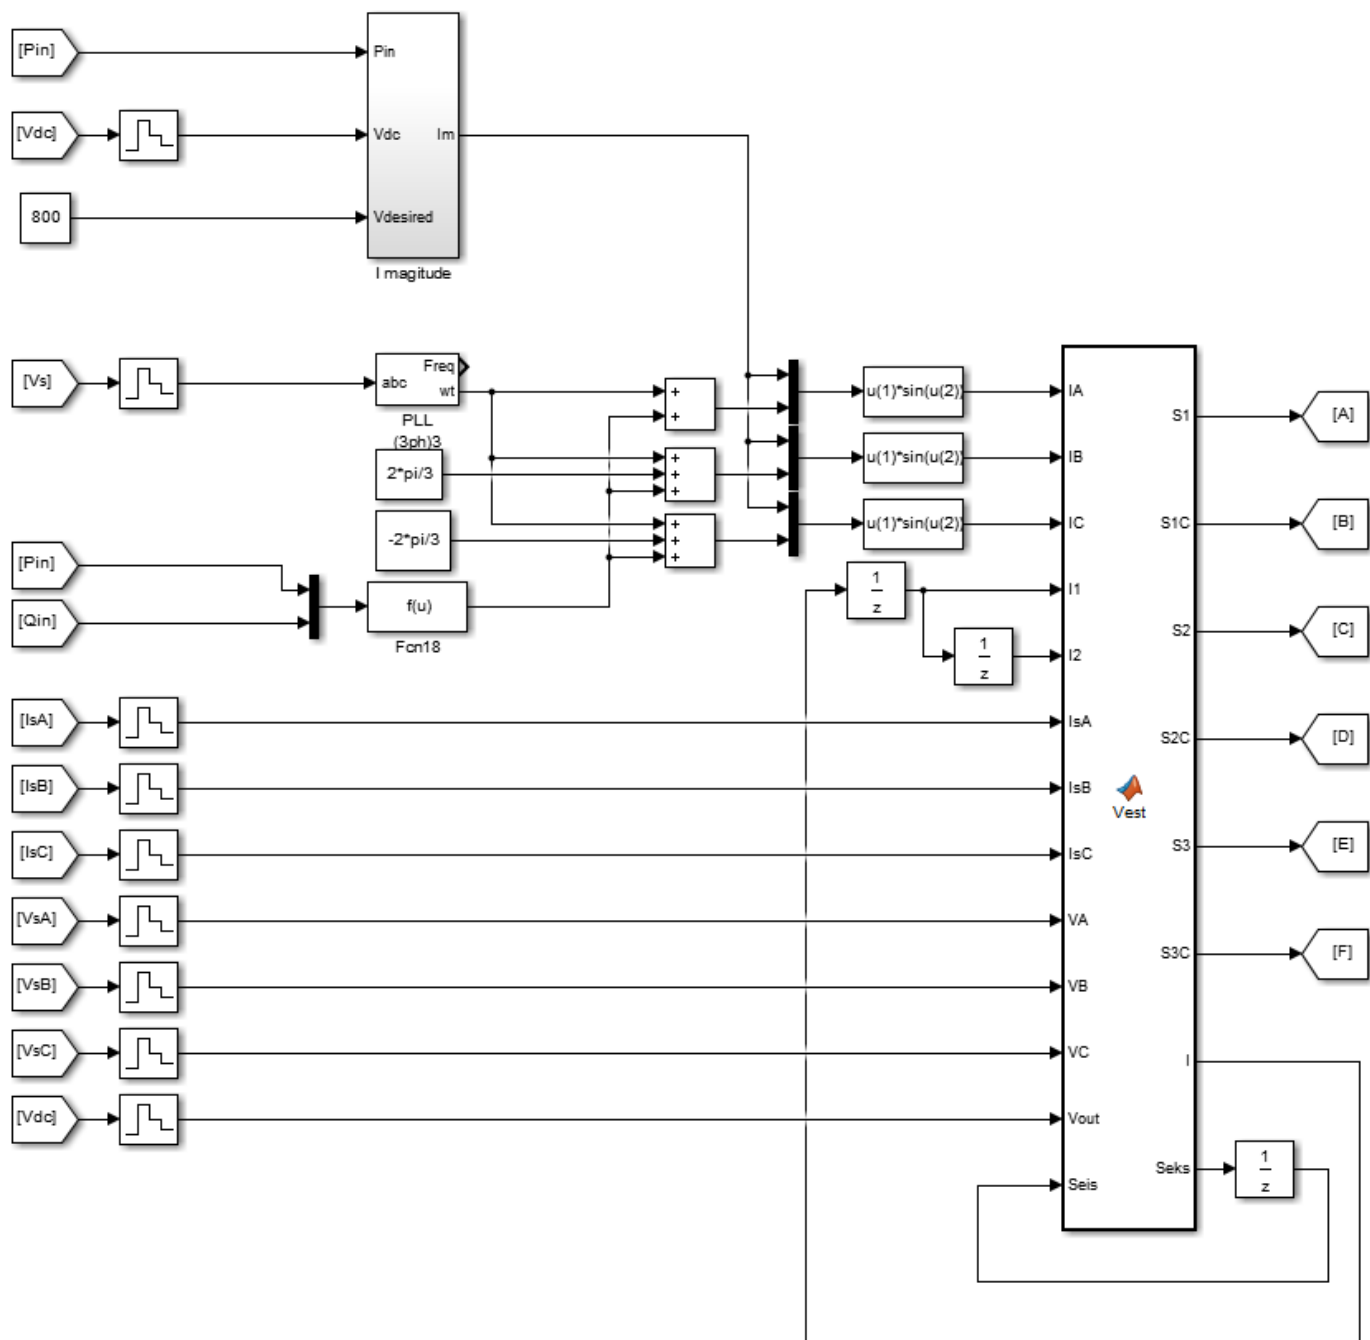 [Pin]
Pin
[Vdc]
Vdc
Im
800
Vdesired
I magitude
[Vs]
abc
Freq
wt
PLL
(3ph)3
2*pi/3
-2*pi/3
+
+
+
+
+
+
+
+
u(1)*sin(u(2))
u(1)*sin(u(2))
u(1)*sin(u(2))
[Pin]
[Qin]
f(u)
Fcn18
1
z
1
z
[IsA]
[IsB]
[IsC]
[VsA]
[VsB]
[VsC]
[Vdc]
IA
IB
IC
I1
I2
IsA
IsB
IsC
VA
VB
VC
Vout
Seis
Vest
S1
S1C
S2
S2C
S3
S3C
I
Seks
1
z
[A]
[B]
[C]
[D]
[E]
[F]